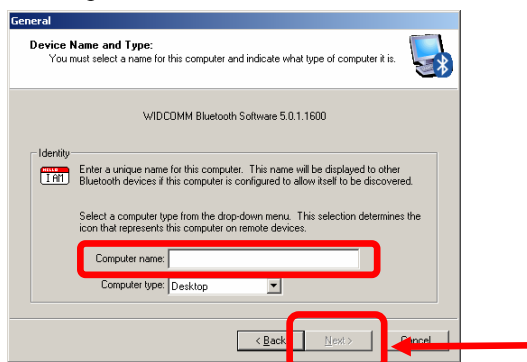 General
Device Name and Type:
You must select a name for this computer and indicate what type of computer it is.
WIDCOMM Bluetooth Software 5.0.1.1600
Identity
HELLO
I AM
Enter a unique name for this computer. This name will be displayed to other
Bluetooth devices if this computer is configured to allow itself to be discovered.
Select a computer type from the drop-down menu. This selection determines the
icon that represents this computer on remote devices.
Computer name:
Computer type: Desktop
< Back Next > Cancel